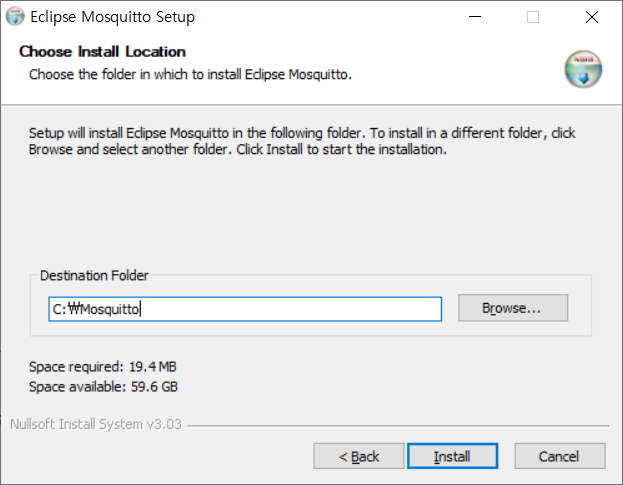 Eclipse Mosquitto Setup
Choose Install Location
Choose the folder in which to install Eclipse Mosquitto.
Setup will install Eclipse Mosquitto in the following folder. To install in a different folder, click
Browse and select another folder. Click Install to start the installation.
Destination Folder
C:₩Mosquitto
Browse...
Space required: 19.4 MB
Space available: 59.6 GB
Nullsoft Install System v3.03
< Back
Install
Cancel